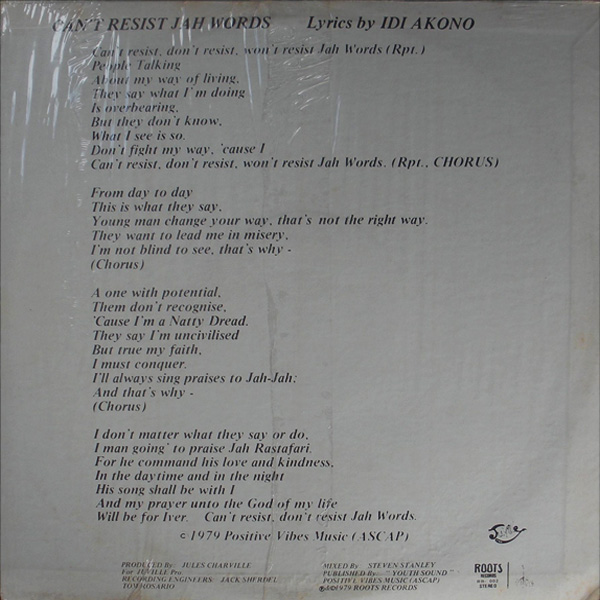 CAN'T RESIST JAH WORDS Lyrics by IDI AKONO
Can't resist, don't resist, won't resist Jah Words (Rpt.)
People Talking
About my way of living,
They say what I'm doing
Is overbearing,
But they don't know,
What I see is so.
Don't fight my way, 'cause I
Can't resist, don't resist, won't resist Jah Words. (Rpt., CHORUS)
From day to day
This is what they say,
Young man change your way, that's not the right way.
They want to lead me in misery,
I'm not blind to see, that's why -
(Chorus)
A one with potential,
Them don't recognise,
'Cause I'm a Natty Dread.
They say I'm uncivilised
But true my faith,
I must conquer.
I'll always sing praises to Jah-Jah;
And that's why -
(Chorus)
I don't matter what they say or do,
I man going' to praise Jah Rastafari.
For he command his love and kindness,
In the daytime and in the night
His song shall be with I
And my prayer unto the God of my life
Will be for Iver. Can't resist, don't resist Jah Words.
© 1979 Positive Vibes Music (ASCAP)
PRODUCED By JULES CHARVILLE
For
RECORDING ENGINEERS: JACK SHERDEL
TOM ROSARIO
MIXED By STEVEN STANLEY
PUBLISHED By "YOUTH SOUND"
POSITIVE VIBES MUSIC (ASCAP)
℗©1979 ROOTS RECORDS
ROOTS
RECORDS
STEREO